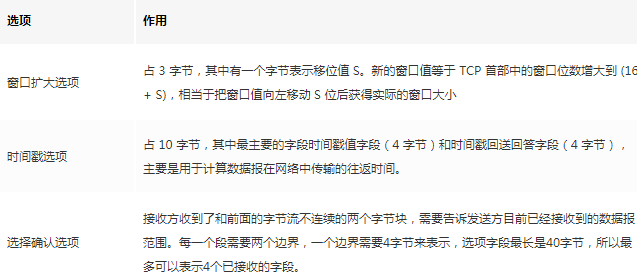 选项 作用
窗口扩大选项
占 3 字节，其中有一个字节表示移位值 S。新的窗口值等于 TCP 首部中的窗口位数增大到 (16
+ S)，相当于把窗口值向左移动 S 位后获得实际的窗口大小
时间戳选项
占 10 字节，其中最主要的字段时间戳值字段（4 字节）和时间戳回送回答字段（4 字节），
主要是用于计算数据报在网络中传输的往返时间。
选择确认选项
接收方收到了和前面的字节流不连续的两个字节块，需要告诉发送方目前已经接收到的数据报
范围。每一个段需要两个边界，一个边界需要4字节来表示，选项字段最长是40字节，所以最
多可以表示4个已接收的字段。